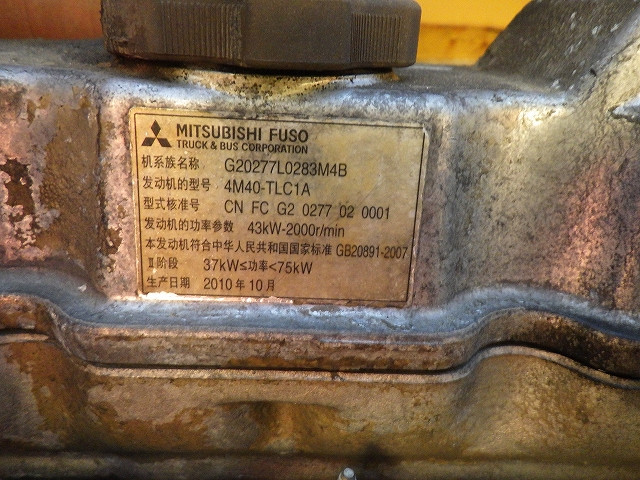 MITSUBISHI FUSO
TRUCK & BUS CORPORATION
机系族名称 G20277L0283M4B
发动机的型号 4M40-TLC1A
型式核准号 CN FC G2 0277 02 0001
发动机的功率参数 43kW-2000r/min
本发动机符合中华人民共和国国家标准 GB20891-2007
Ⅱ阶段 37kW≤功率<75kW
生产日期 2010 年 10 月